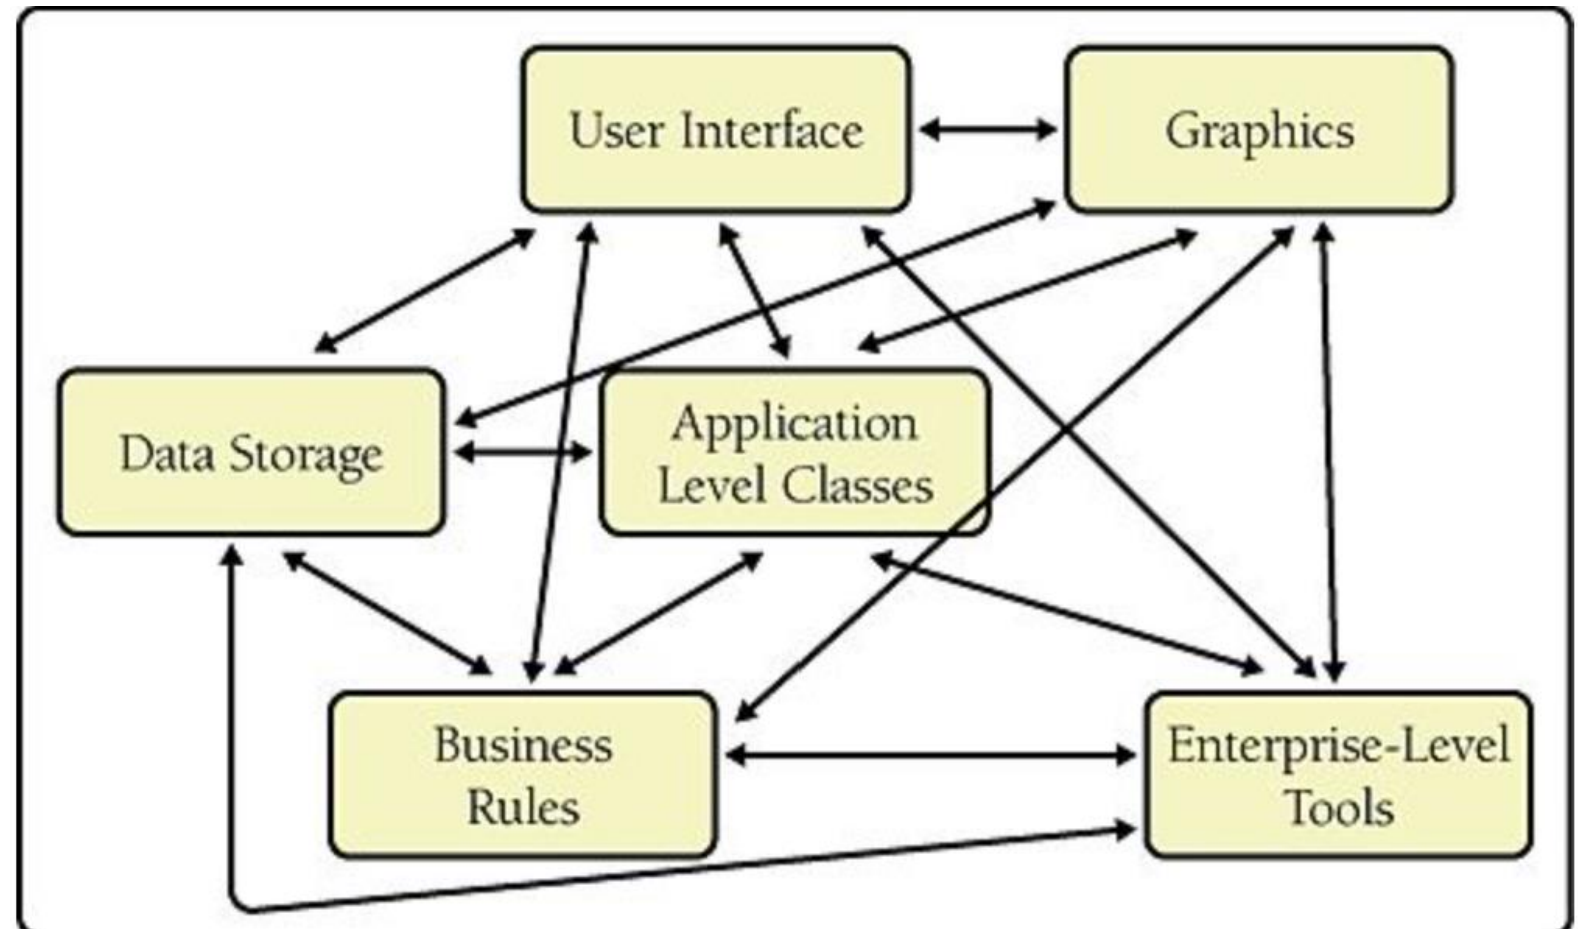 User Interface
Graphics
Data Storage
Application
Level Classes
Business
Rules
Enterprise-Level
Tools